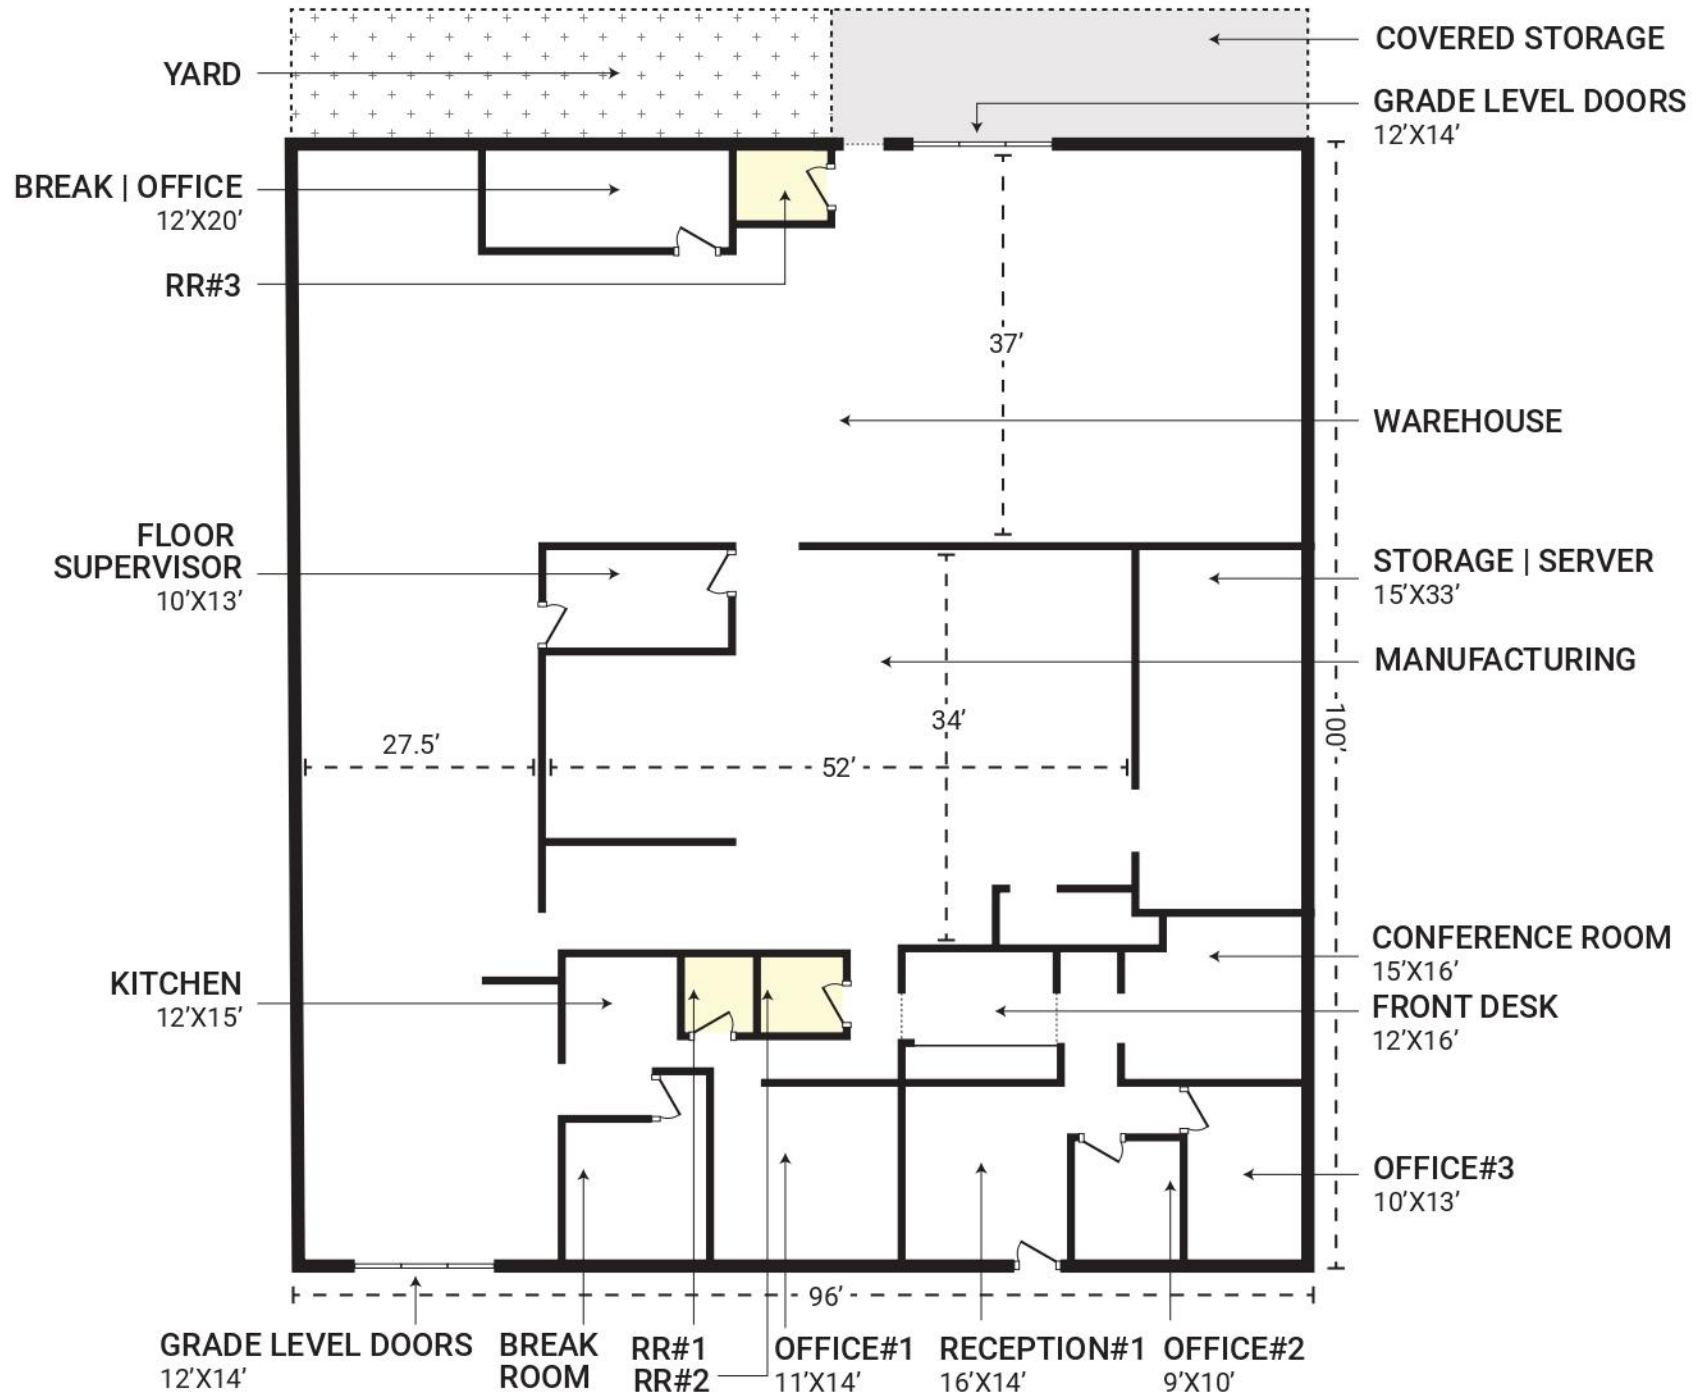 COVERED STORAGE
YARD
GRADE LEVEL DOORS
12’X14’
BREAK | OFFICE
12’X20’
RR#3
37’
WAREHOUSE
FLOOR
SUPERVISOR
10’X13’
STORAGE | SERVER
15’X33’
MANUFACTURING
34’
100’
27.5’
52’
CONFERENCE ROOM
15’X16’
KITCHEN
12’X15’
FRONT DESK
12’X16’
OFFICE#3
10’X13’
96’
GRADE LEVEL DOORS
12’X14’
BREAK
ROOM
RR#1
RR#2
OFFICE#1
11’X14’
RECEPTION#1
16’X14’
OFFICE#2
9’X10’